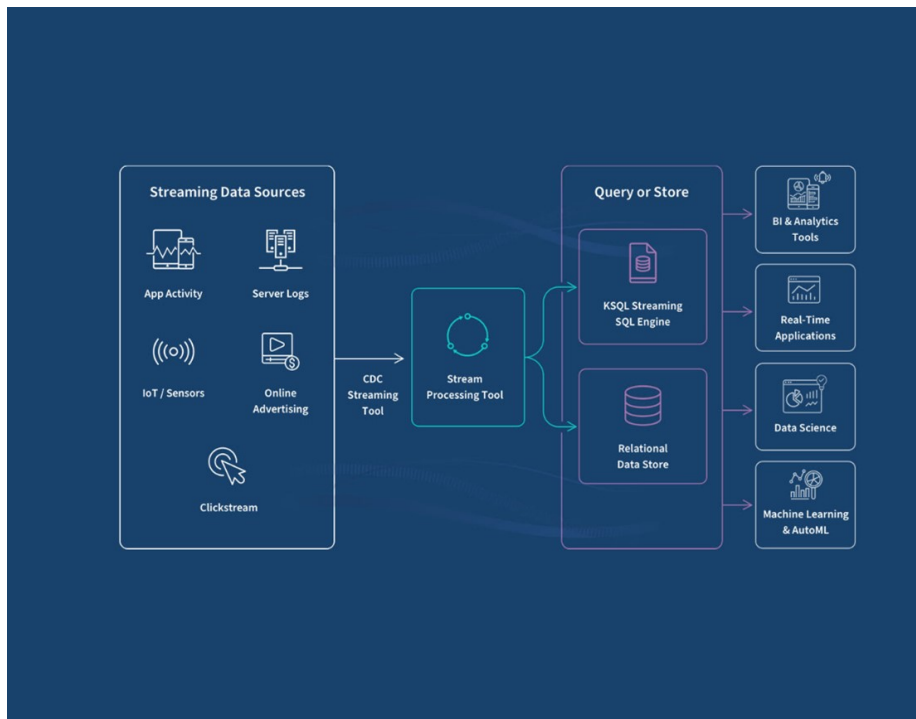 Streaming Data Sources
App Activity
Server Logs
IoT / Sensors
Online
Advertising
Clickstream
CDC
Streaming
Tool
Stream
Processing Tool
Query or Store
KSQL Streaming
SQL Engine
Relational
Data Store
BI & Analytics
Tools
Real-Time
Applications
Data Science
Machine Learning
& AutoML